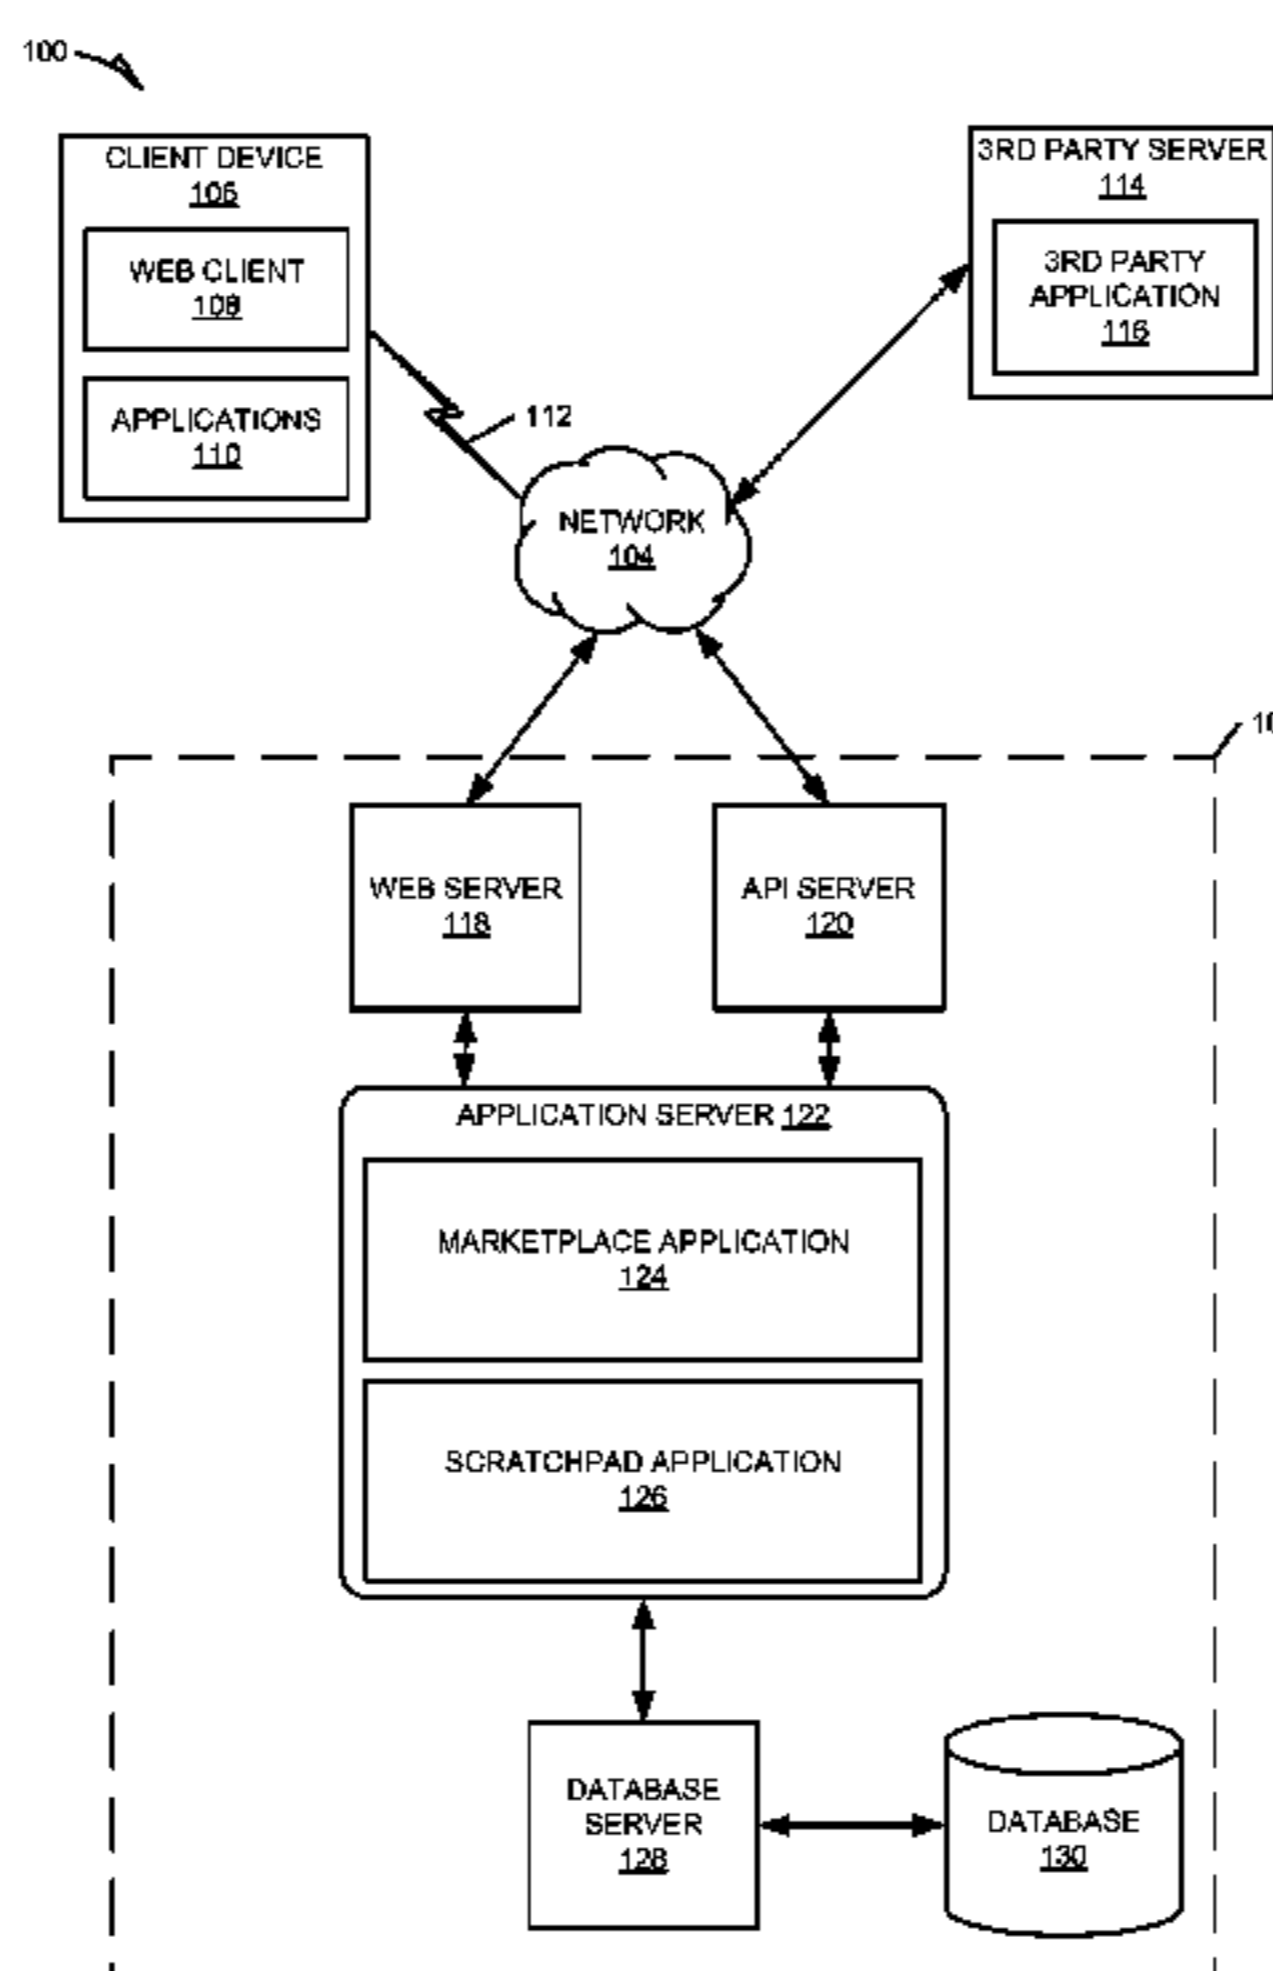 100
CLIENT DEVICE
106
WEB CLIENT
108
APPLICATIONS
110
3RD PARTY SERVER
114
3RD PARTY
APPLICATION
116
112
NETWORK
104
WEB SERVER
118
API SERVER
120
APPLICATION SERVER 122
MARKETPLACE APPLICATION
124
SCRATCHPAD APPLICATION
126
DATABASE
SERVER
128
DATABASE
130